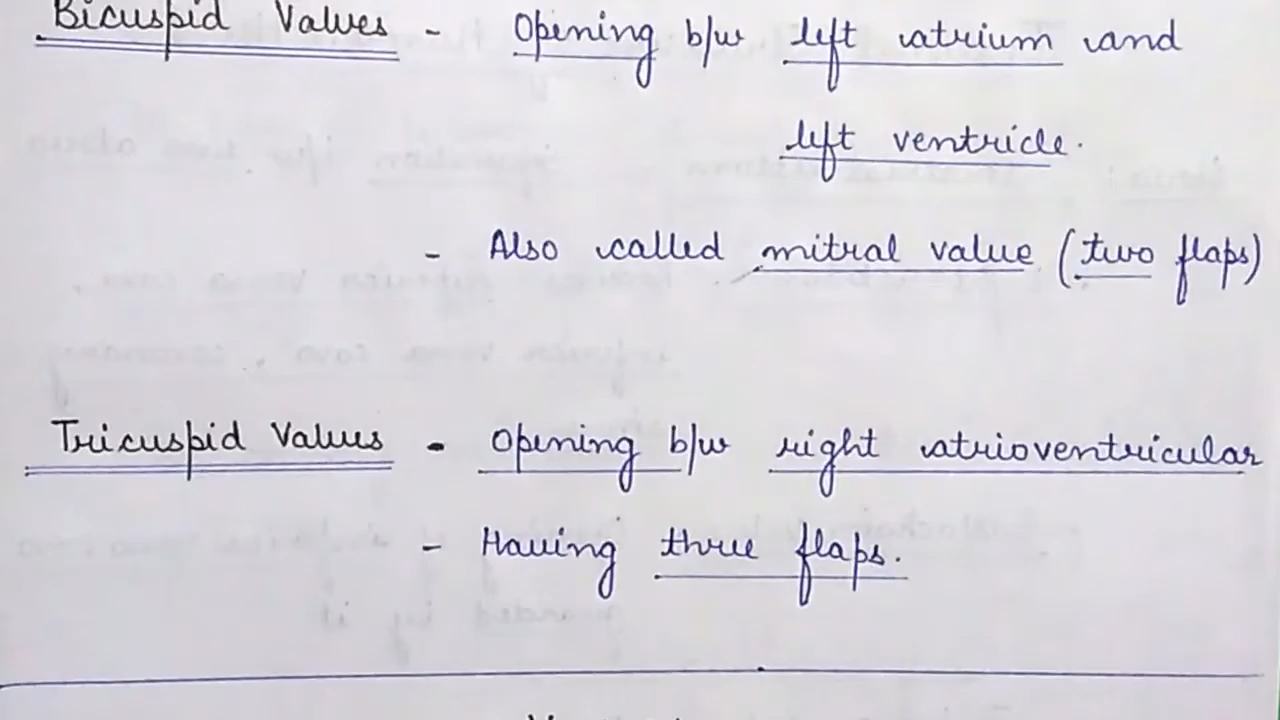 Bicuspid Values - Opening b/w left atrium and
left ventricle.
- Also called mitral value (two flaps)
Tricuspid Values - Opening b/w right atrioventricular
- Having three flaps.